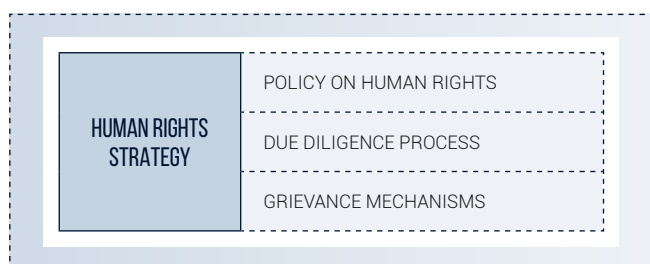 HUMAN RIGHTS
STRATEGY
POLICY ON HUMAN RIGHTS
DUE DILIGENCE PROCESS
GRIEVANCE MECHANISMS